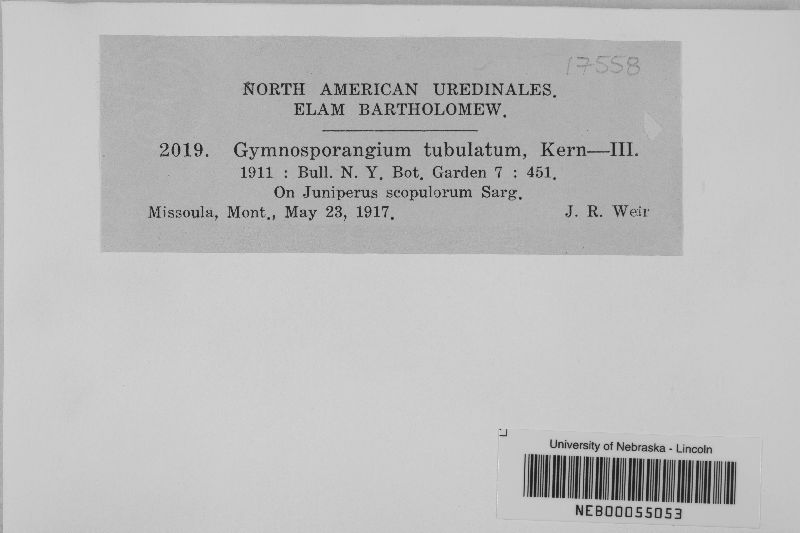 17558
NORTH AMERICAN UREDINALES.
ELAM BARTHOLOMEW.
2019. Gymnosporangium tubulatum, Kern—III.
1911 : Bull. N. Y. Bot. Garden 7 : 451.
On Juniperus scopulorum Sarg.
Missoula, Mont., May 23, 1917. J. R. Weir
University of Nebraska - Lincoln
NEB00055053